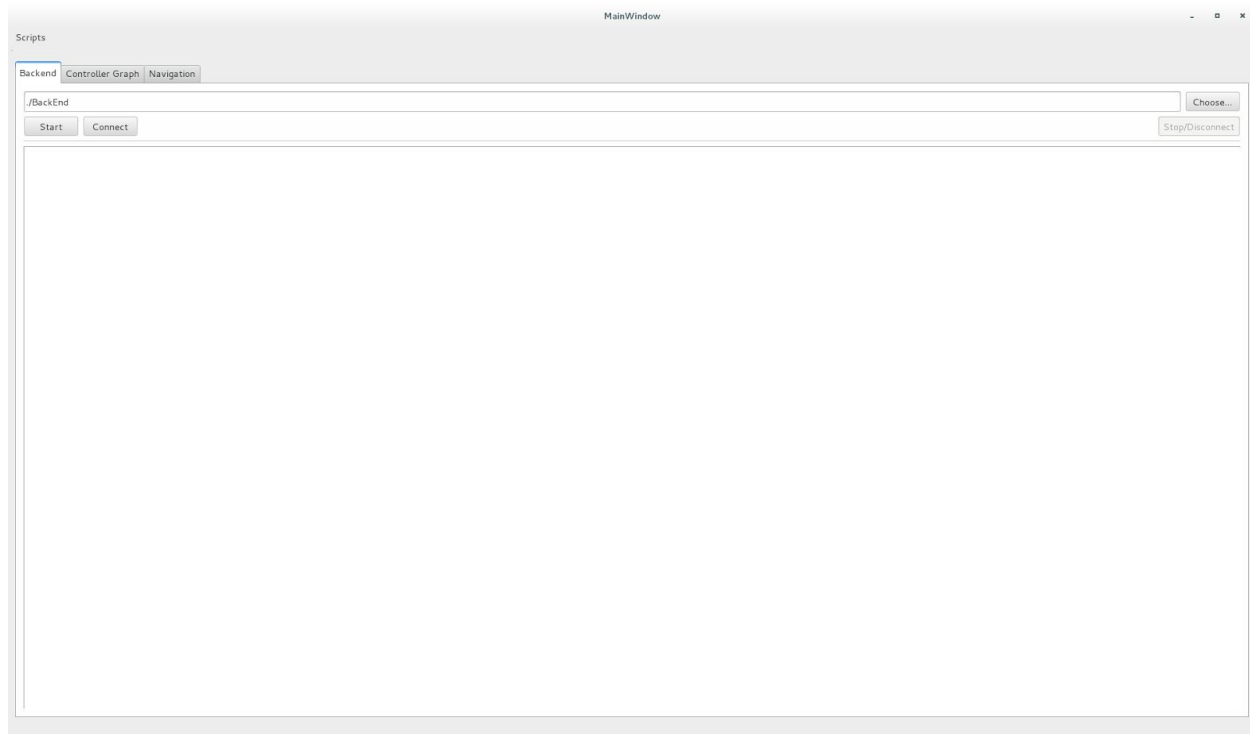 MainWindow
Scripts
Backend Controller Graph Navigation
./BackEnd Choose...
Start Connect Stop/Disconnect